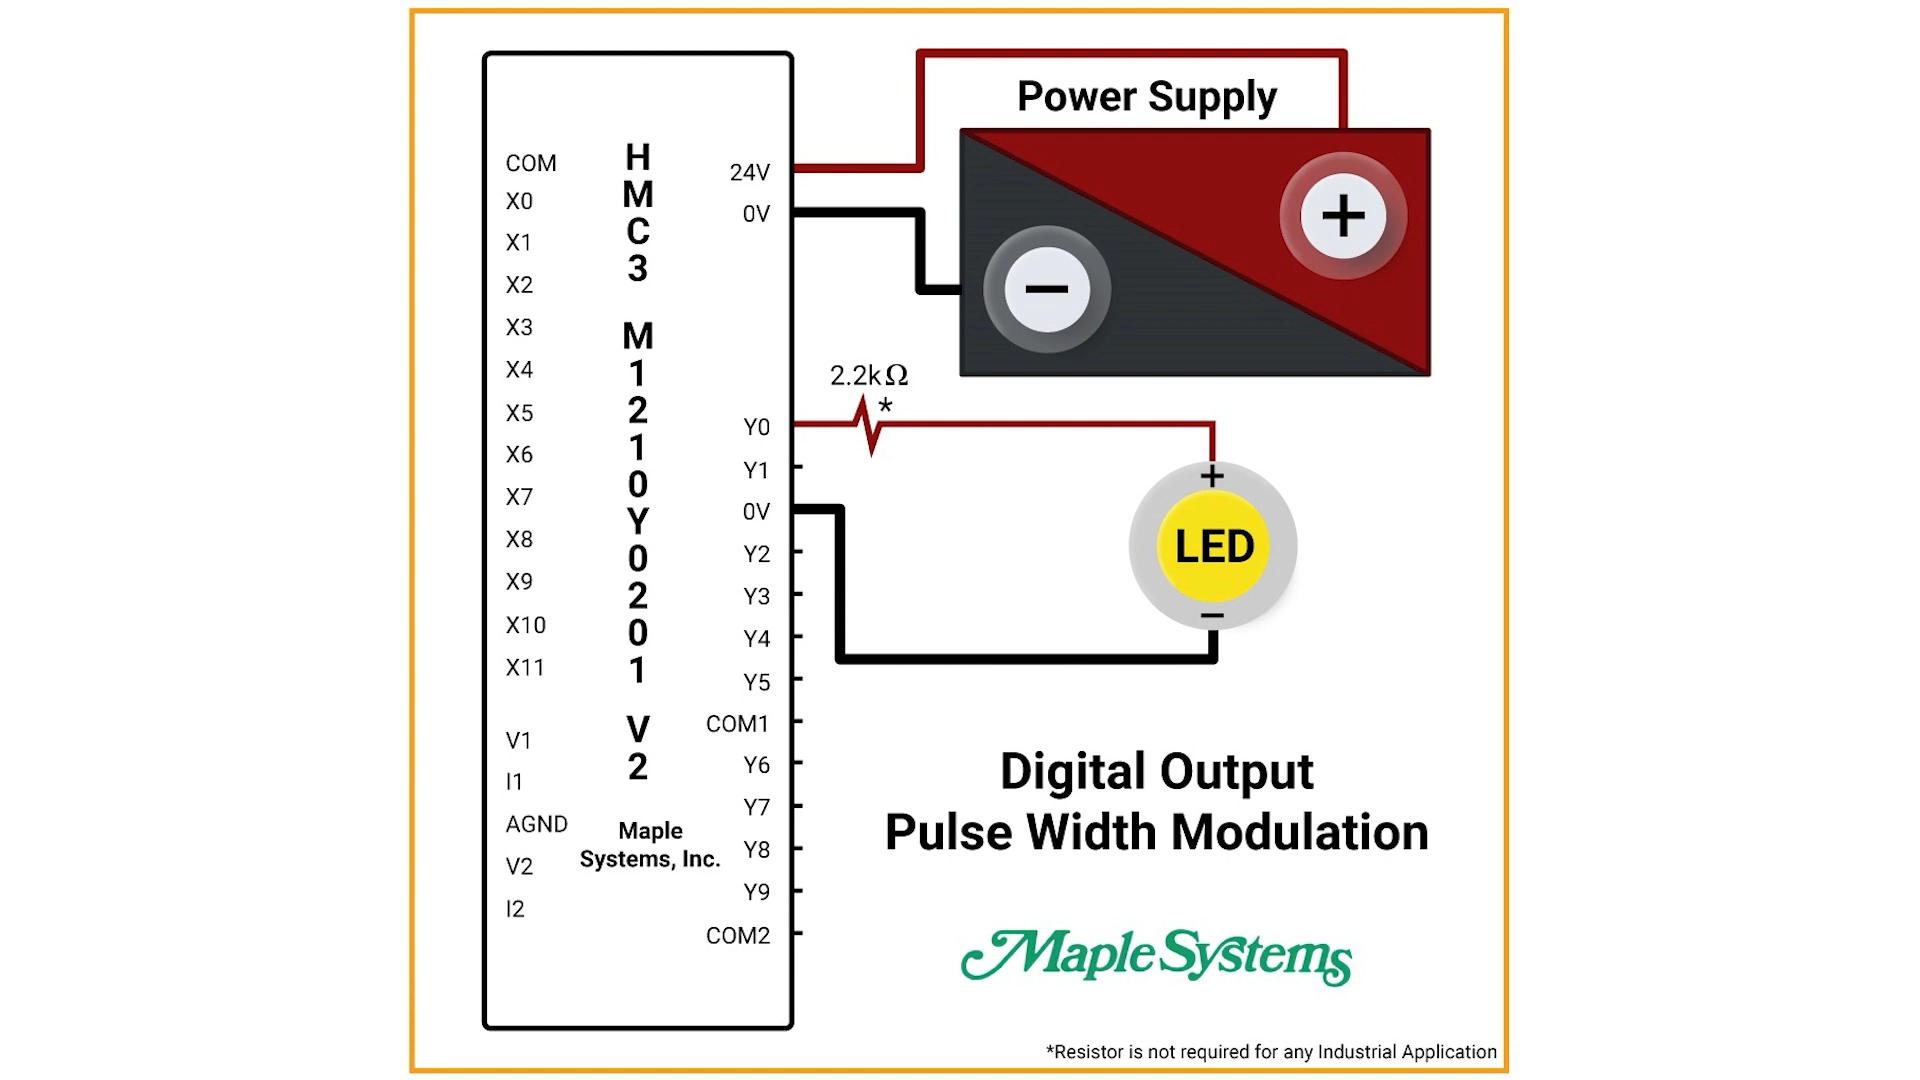 Power Supply
24V
0V
+
−
COM
X0
X1
X2
X3
X4
X5
X6
X7
X8
X9
X10
X11
V1
I1
AGND
V2
I2
H
M
C
3
M
1
2
1
0
Y
0
2
0
1
V
2
Maple
Systems, Inc.
2.2kΩ
*
Y0
Y1
0V
Y2
Y3
Y4
Y5
COM1
Y6
Y7
Y8
Y9
COM2
+
LED
−
Digital Output
Pulse Width Modulation
Maple Systems
*Resistor is not required for any Industrial Application